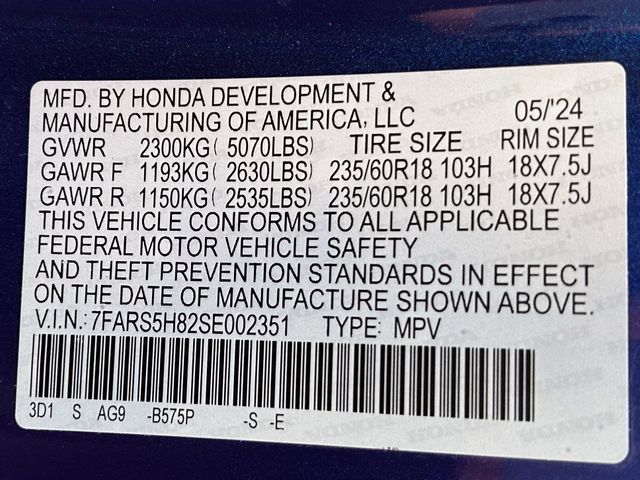 MFD. BY HONDA DEVELOPMENT &
MANUFACTURING OF AMERICA, LLC 05/'24
GVWR 2300KG( 5070LBS) TIRE SIZE RIM SIZE
GAWR F 1193KG( 2630LBS) 235/60R18 103H 18X7.5J
GAWR R 1150KG( 2535LBS) 235/60R18 103H 18X7.5J
THIS VEHICLE CONFORMS TO ALL APPLICABLE
FEDERAL MOTOR VEHICLE SAFETY
AND THEFT PREVENTION STANDARDS IN EFFECT
ON THE DATE OF MANUFACTURE SHOWN ABOVE.
V.I.N.: 7FARS5H82SE002351 TYPE: MPV
3D1 S AG9 -B575P -S -E